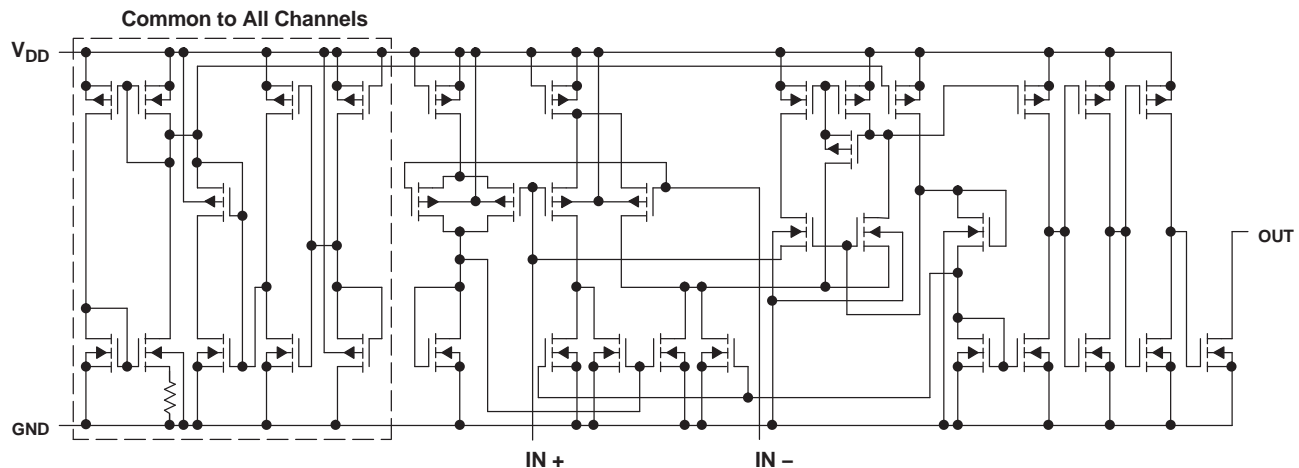 Common to All Channels
VDD
OUT
GND
IN +
IN −